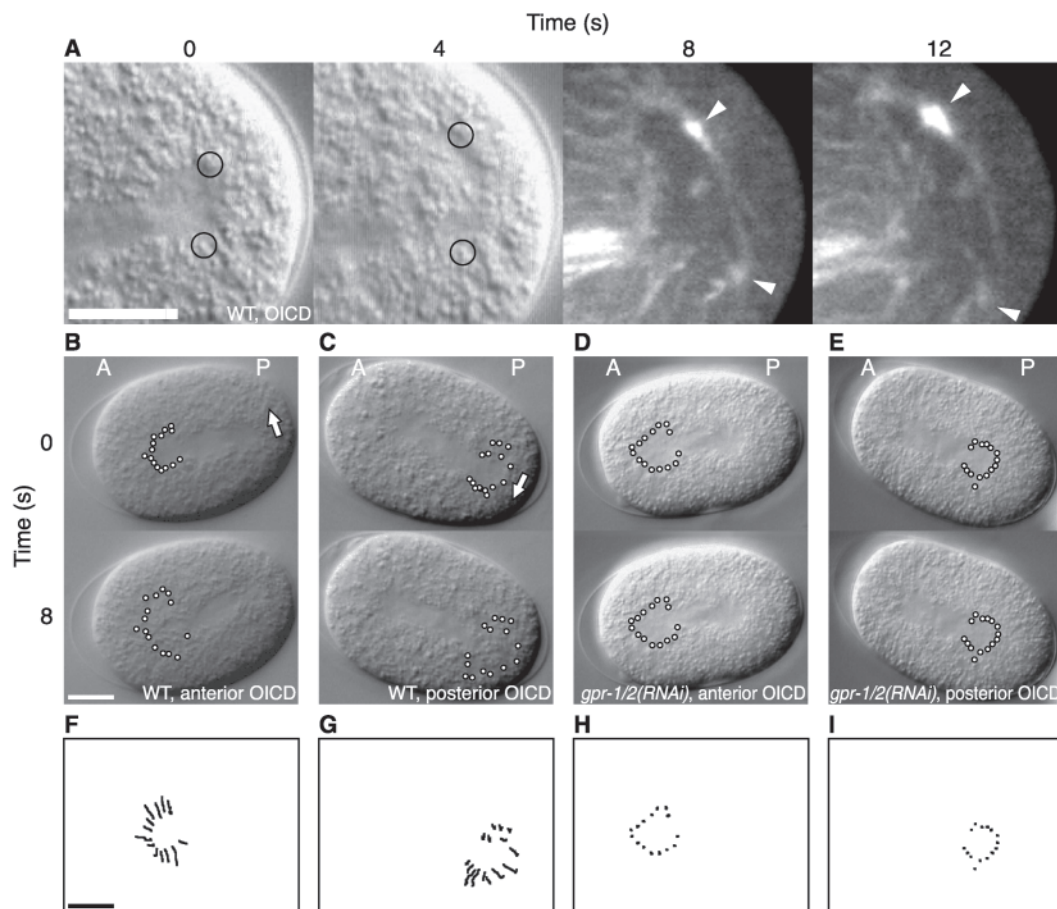 Time (s)
A 0 4 8 12
WT, OICD
B C D E
A P A P A P A P
0
Time (s)
8
WT, anterior OICD WT, posterior OICD gpr-1/2(RNAi), anterior OICD gpr-1/2(RNAi), posterior OICD
F G H I